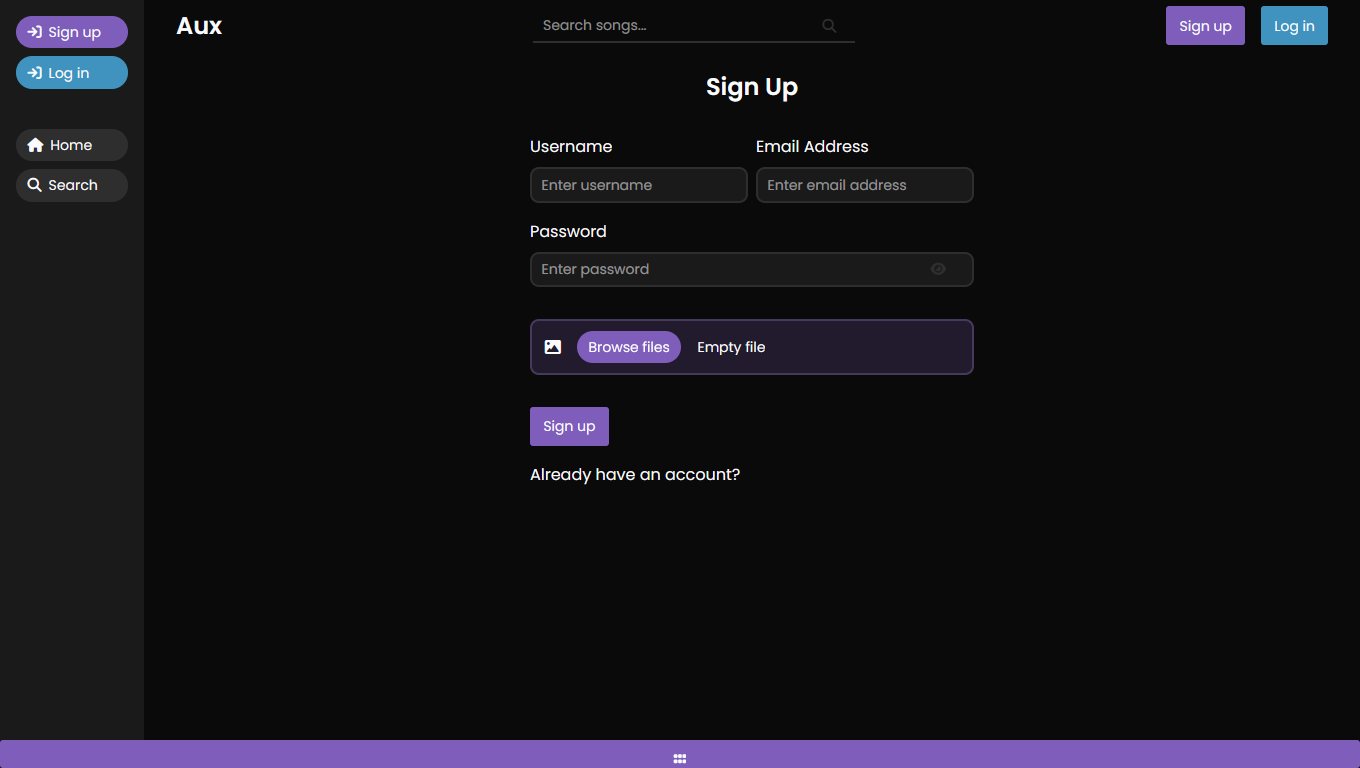 Sign up
Log in
Home
Search
Aux
Search songs...
Sign up
Log in
Sign Up
Username
Email Address
Enter username
Enter email address
Password
Enter password
Browse files
Empty file
Sign up
Already have an account?